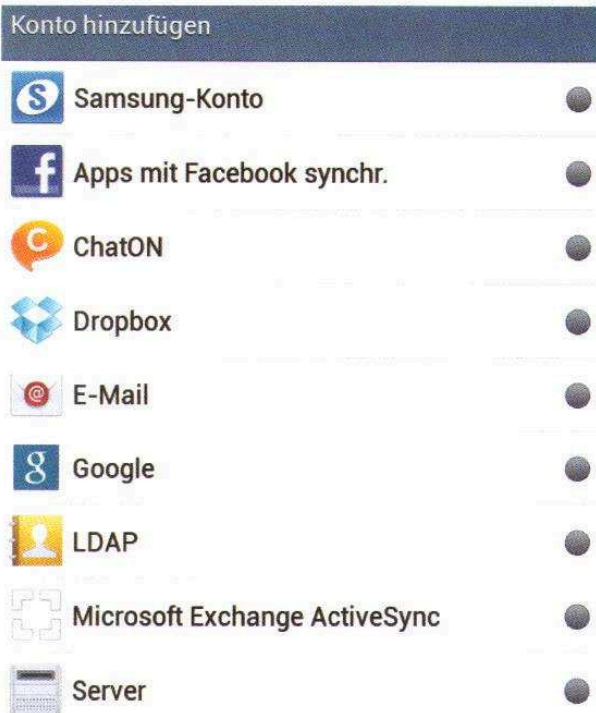 Konto hinzufügen
Samsung-Konto
Apps mit Facebook synchr.
ChatON
Dropbox
E-Mail
Google
LDAP
Microsoft Exchange ActiveSync
Server